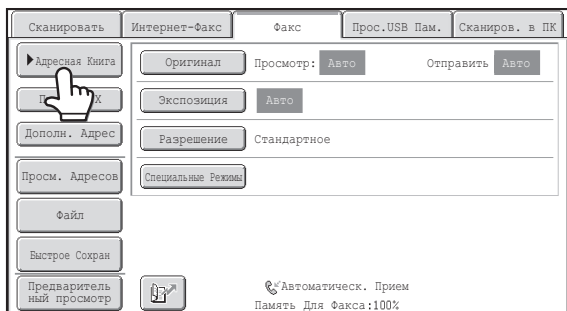 Сканировать Интернет-Факс Факс Прос.USB Пам. Сканиров. в ПК
Адресная Книга
Оригинал Просмотр: Авто Отправить Авто
Экспозиция Авто
Дополн. Адрес
Разрешение Стандартное
Просм. Адресов
Специальные Режимы
Файл
Быстрое Сохран
Предваритель
ный просмотр
Автоматическ. Прием
Память Для Факса:100%